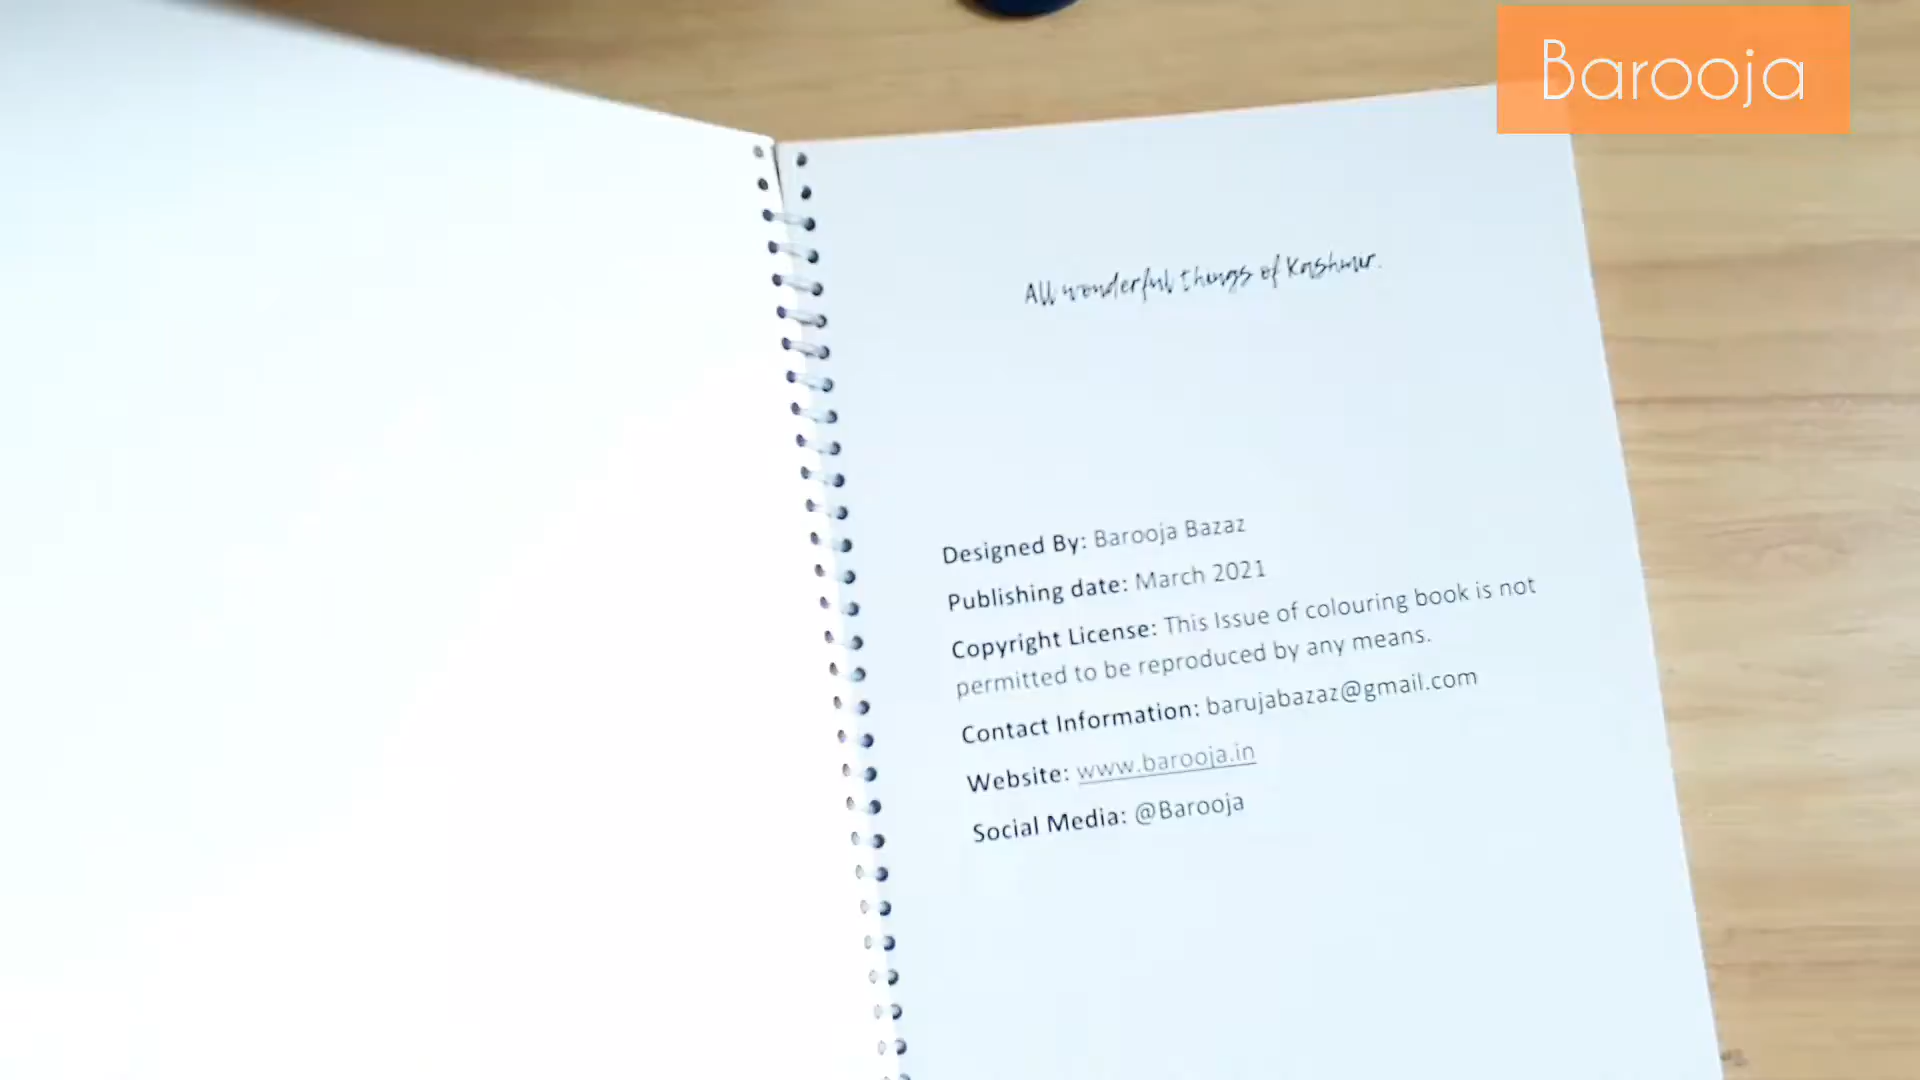 Barooja
All wonderful things of Kashmir.
Designed By: Barooja Bazaz
Publishing date: March 2021
Copyright License: This Issue of colouring book is not
permitted to be reproduced by any means.
Contact Information: barujabazaz@gmail.com
Website: www.barooja.in
Social Media: @Barooja